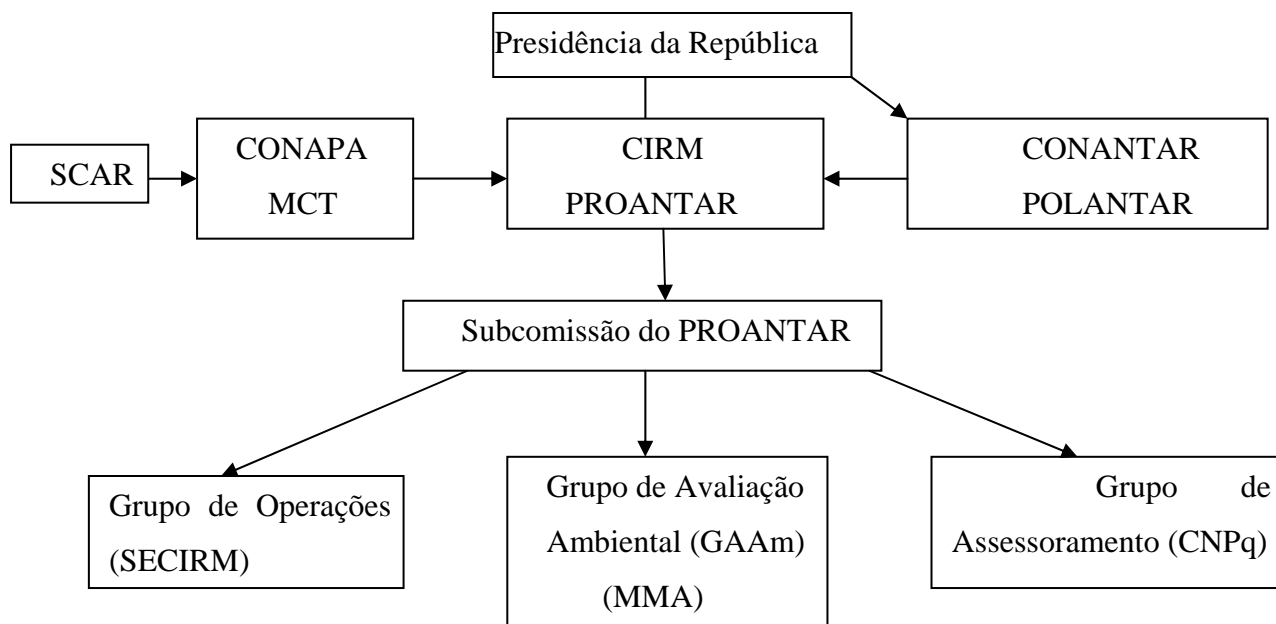 Presidência da República
SCAR
CONAPA
MCT
CIRM
PROANTAR
CONANTAR
POLANTAR
Subcomissão do PROANTAR
Grupo de Operações
(SECIRM)
Grupo de Avaliação
Ambiental (GAAm)
(MMA)
Grupo de
Assessoramento (CNPq)